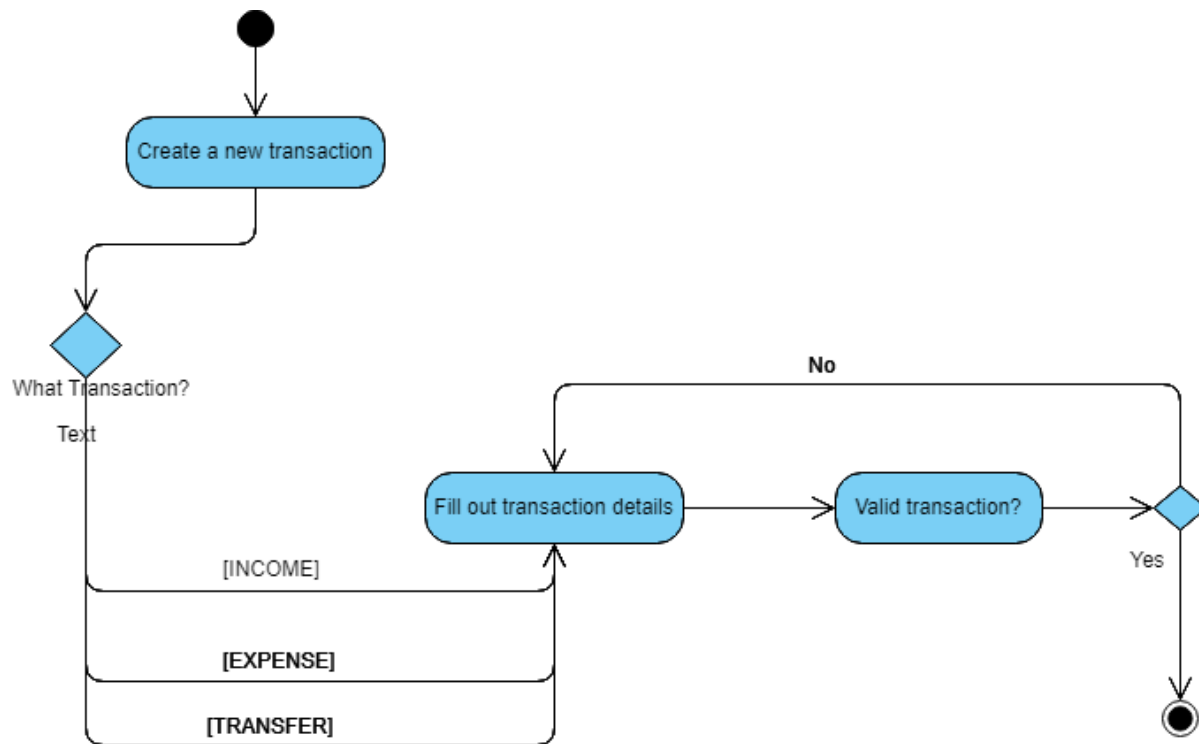 Create a new transaction
What Transaction?
Text
No
Fill out transaction details
Valid transaction?
Yes
[INCOME]
[EXPENSE]
[TRANSFER]